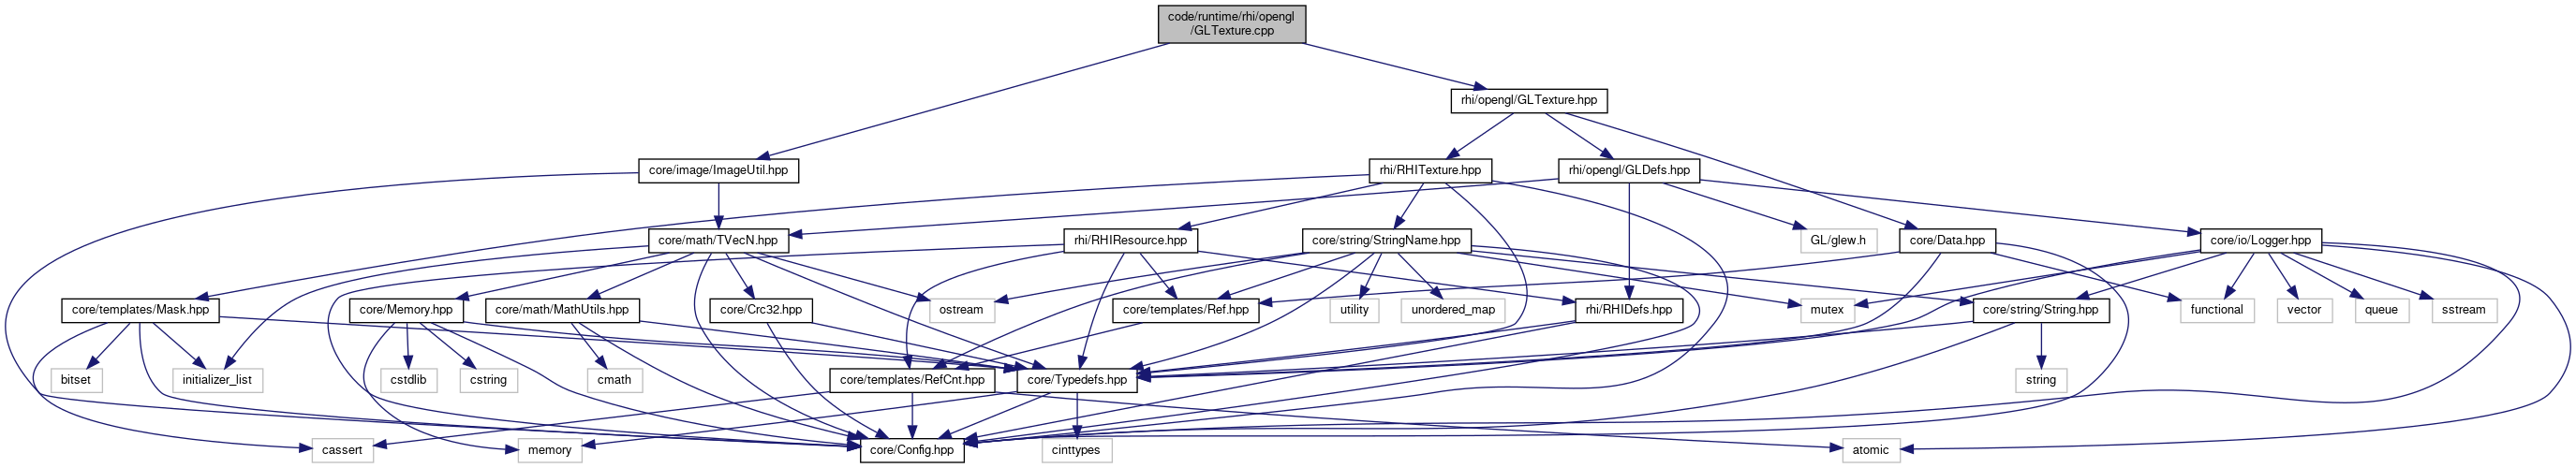 code/runtime/rhi/opengl
/GLTexture.cpp
rhi/opengl/GLTexture.hpp
core/image/ImageUtil.hpp
rhi/RHITexture.hpp
rhi/opengl/GLDefs.hpp
core/math/TVecN.hpp
rhi/RHIResource.hpp
core/string/StringName.hpp
GL/glew.h
core/Data.hpp
core/io/Logger.hpp
core/templates/Mask.hpp
core/Memory.hpp
core/math/MathUtils.hpp
core/Crc32.hpp
ostream
core/templates/Ref.hpp
utility
unordered_map
rhi/RHIDefs.hpp
mutex
core/string/String.hpp
functional
vector
queue
sstream
bitset
initializer_list
cstdlib
cstring
cmath
core/templates/RefCnt.hpp
core/Typedefs.hpp
string
cassert
memory
core/Config.hpp
cinttypes
atomic